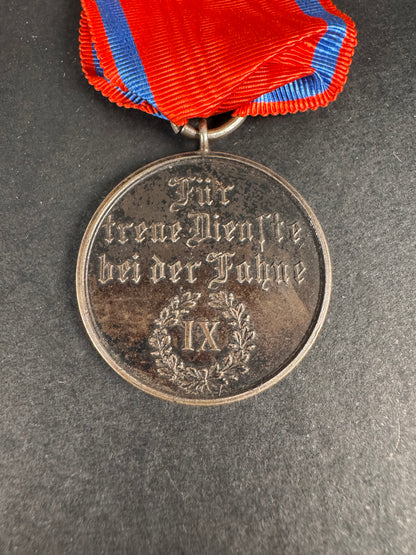 Für
treue Dienste
bei der Fahne
IX